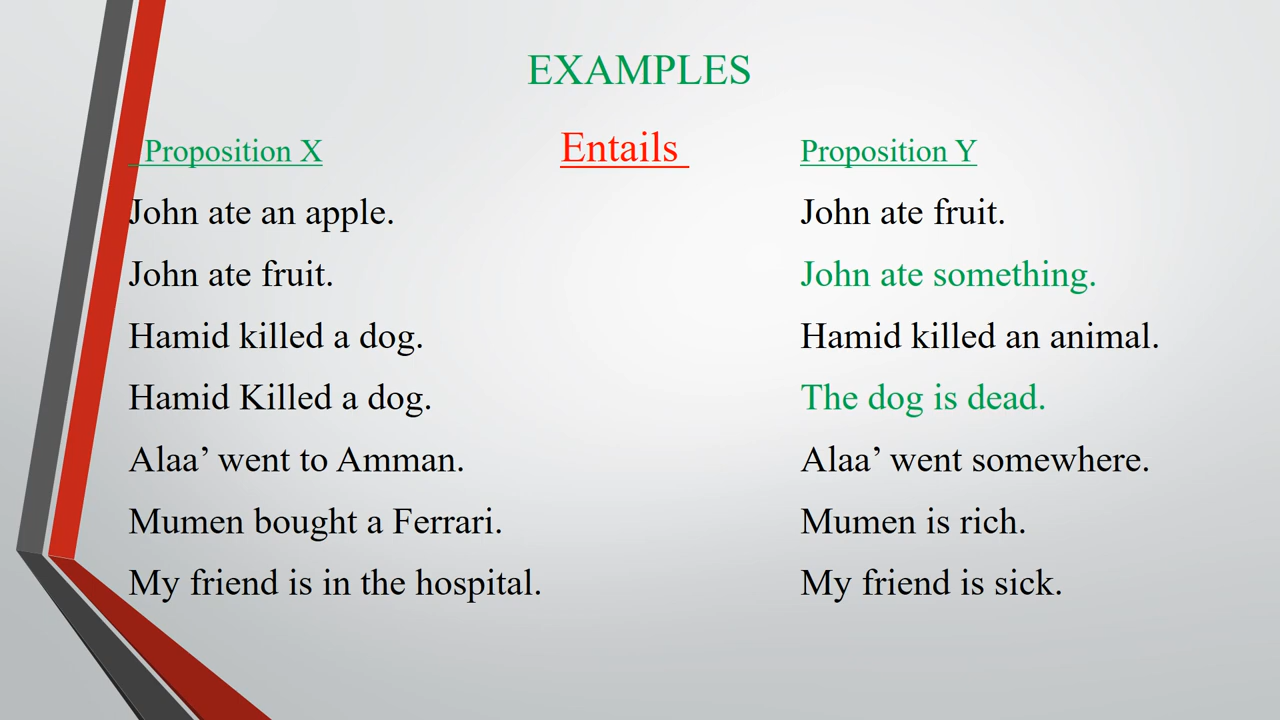 EXAMPLES
Proposition X Entails Proposition Y
John ate an apple. John ate fruit.
John ate fruit. John ate something.
Hamid killed a dog. Hamid killed an animal.
Hamid Killed a dog. The dog is dead.
Alaa’ went to Amman. Alaa’ went somewhere.
Mumen bought a Ferrari. Mumen is rich.
My friend is in the hospital. My friend is sick.